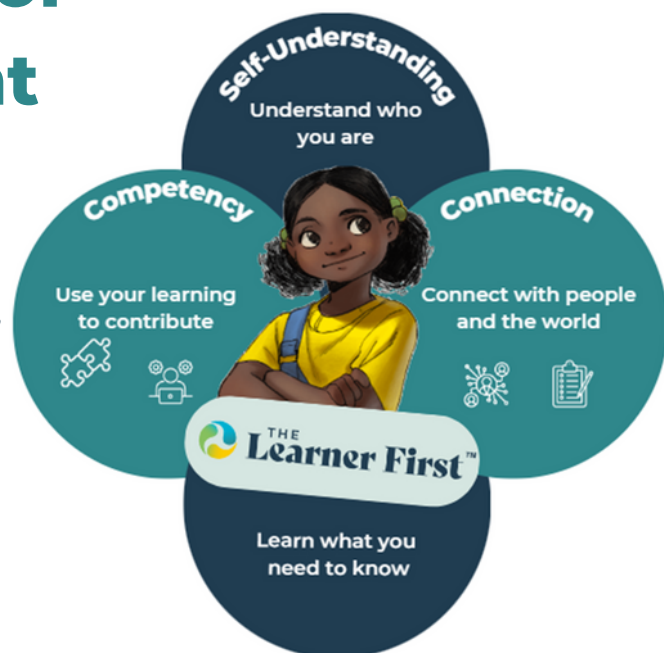 Self-Understanding
Understand who
you are
Competency
Use your learning
to contribute
Connection
Connect with people
and the world
THE
Learner First™
Learn what you
need to know